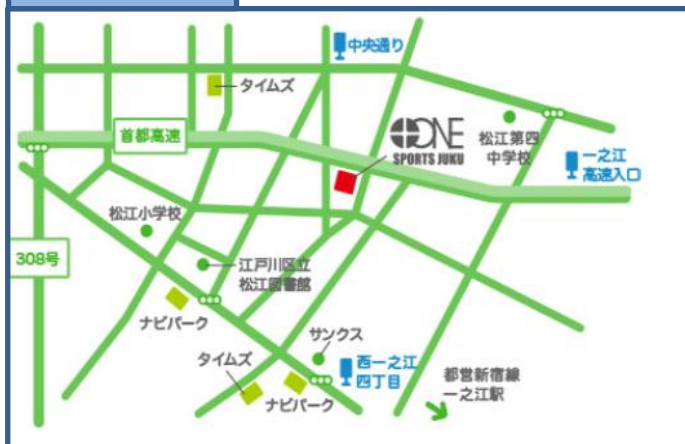 中央通り
タイムズ
首都高速
ONE
SPORTS JUKU
松江第四
中学校
一之江
高速入口
松江小学校
308号
江戸川区立
松江図書館
ナビパーク
サンクス
タイムズ
西一之江
四丁目
ナビパーク
都営新宿線
一之江駅